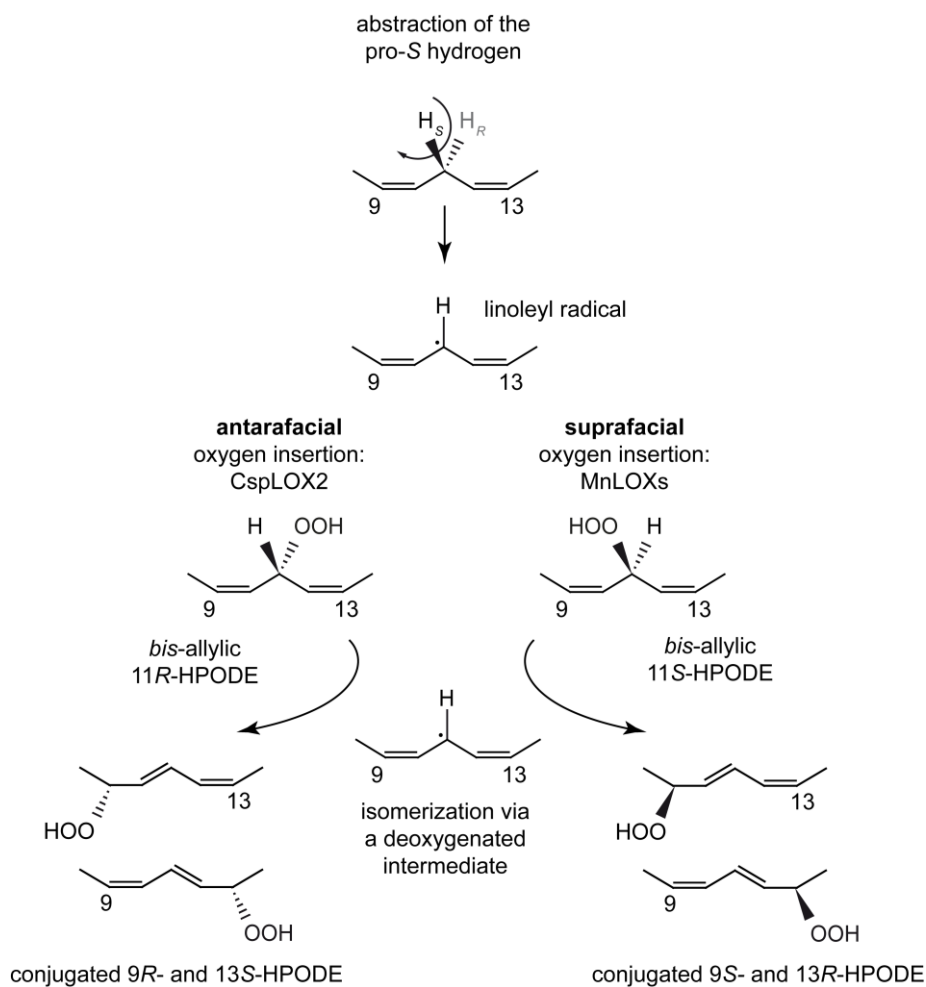 abstraction of the
pro-S hydrogen
HS HR
9 13
H
linoleyl radical
9 13
antarafacial
oxygen insertion:
CspLOX2
suprafacial
oxygen insertion:
MnLOXs
H OOH
9 13
HOO H
9 13
bis-allylic
11R-HPODE
bis-allylic
11S-HPODE
H
9 13
isomerization via
a deoxygenated
intermediate
13
HOO
9
OOH
13
HOO
9
OOH
conjugated 9R- and 13S-HPODE
conjugated 9S- and 13R-HPODE